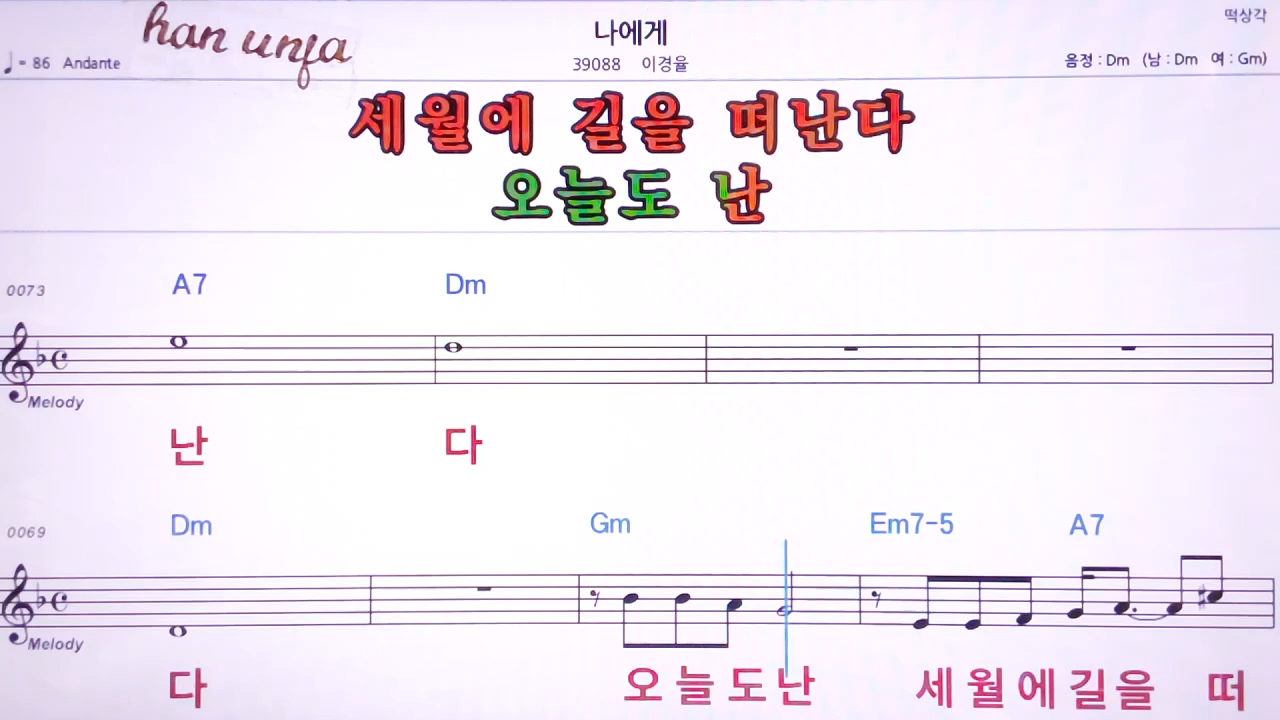 han unja
나에게
떡상각
♩= 86 Andante
39088 이경율
음정 : Dm (남 : Dm 여 : Gm)
세월에 길을 떠난다
오늘도 난
0073 A7 Dm
Melody
난 다
0069 Dm Gm Em7-5 A7
Melody
다 오늘도난 세월에길을 떠